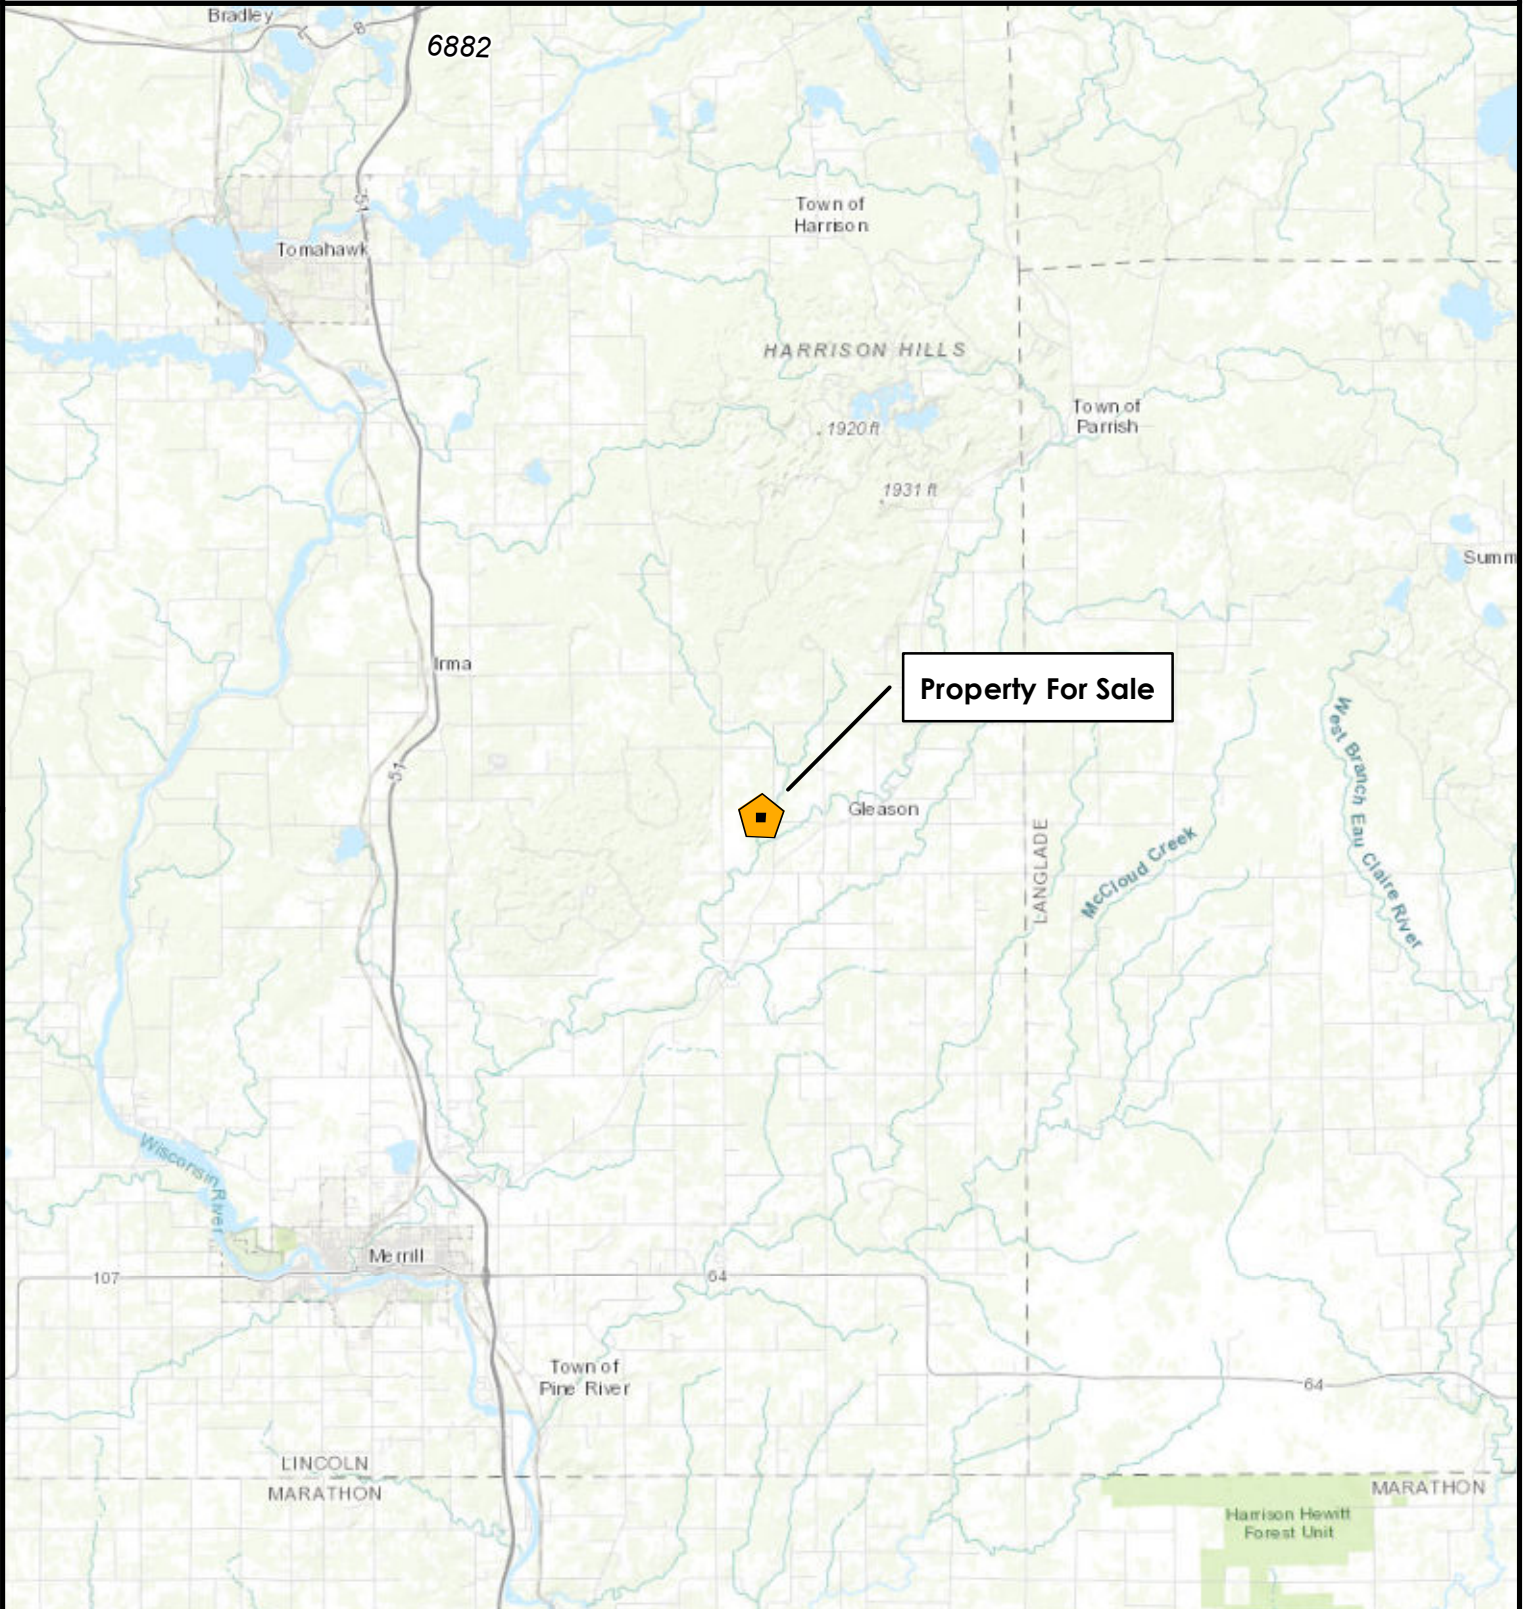 Bradley
8
6882
51
Town of
Harrison
Tomahawk
HARRISON HILLS
Town of
Parrish
1920 ft
1931 ft
Summ
Irma
Property For Sale
West Branch Eau Claire River
51
Gleason
LANGLADE
McCloud Creek
Wisconsin River
Merrill
107
64
Town of
Pine River
64
LINCOLN
MARATHON
MARATHON
Harrison Hewitt
Forest Unit